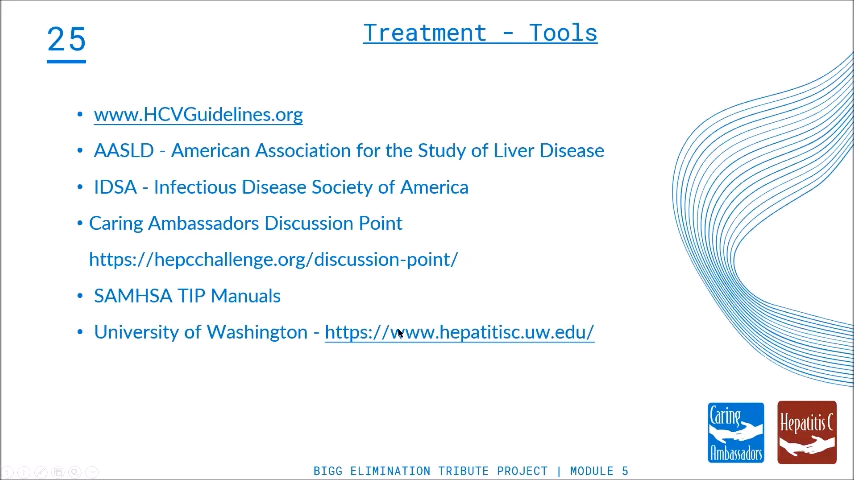 25
Treatment - Tools
• www.HCVGuidelines.org
• AASLD - American Association for the Study of Liver Disease
• IDSA - Infectious Disease Society of America
• Caring Ambassadors Discussion Point
https://hepcchallenge.org/discussion-point/
• SAMHSA TIP Manuals
• University of Washington - https://www.hepatitisc.uw.edu/
Caring
Ambassadors
Hepatitis C
BIGG ELIMINATION TRIBUTE PROJECT | MODULE 5